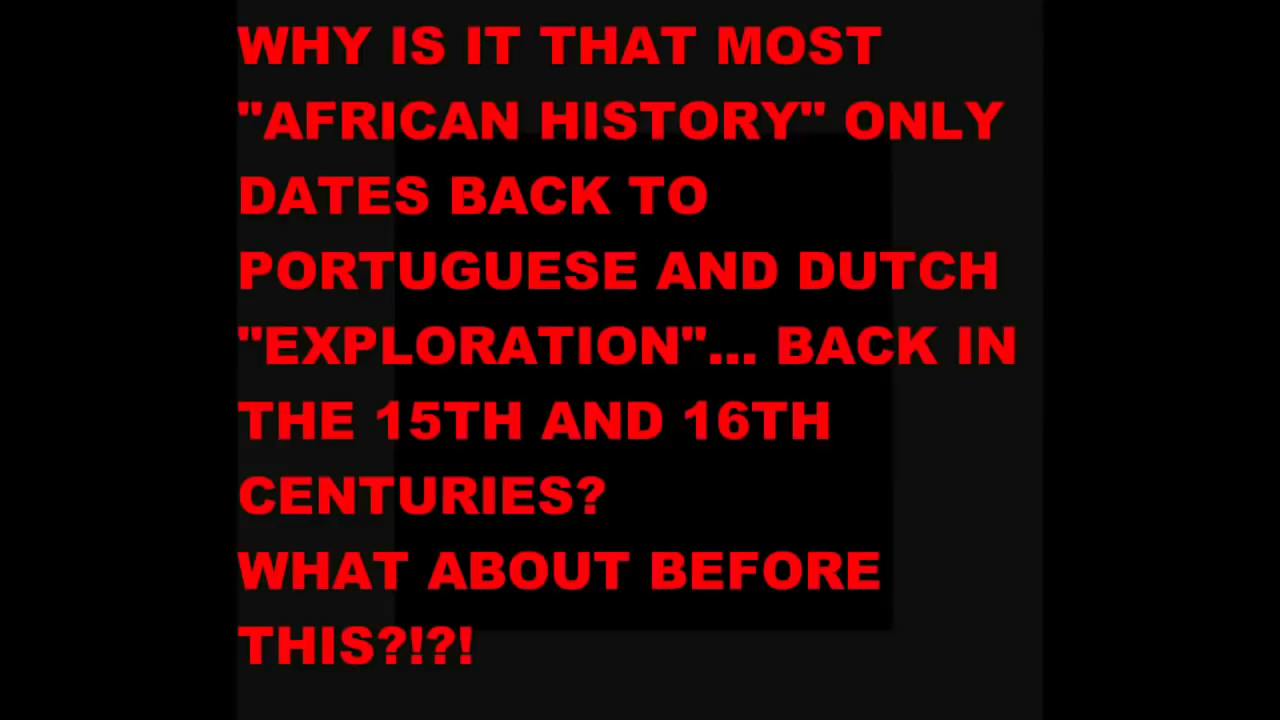 WHY IS IT THAT MOST
"AFRICAN HISTORY" ONLY
DATES BACK TO
PORTUGUESE AND DUTCH
"EXPLORATION"... BACK IN
THE 15TH AND 16TH
CENTURIES?
WHAT ABOUT BEFORE
THIS?!?!